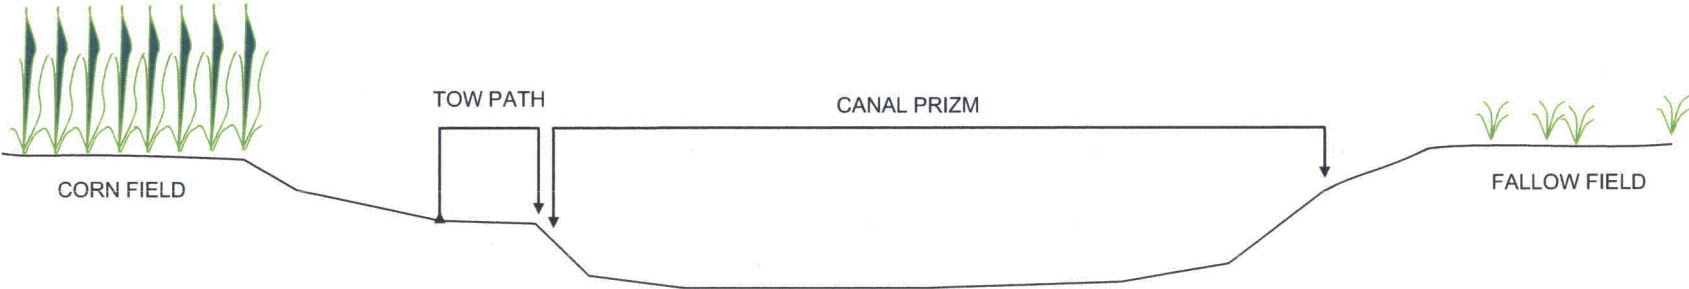 TOW PATH
CANAL PRIZM
CORN FIELD
FALLOW FIELD